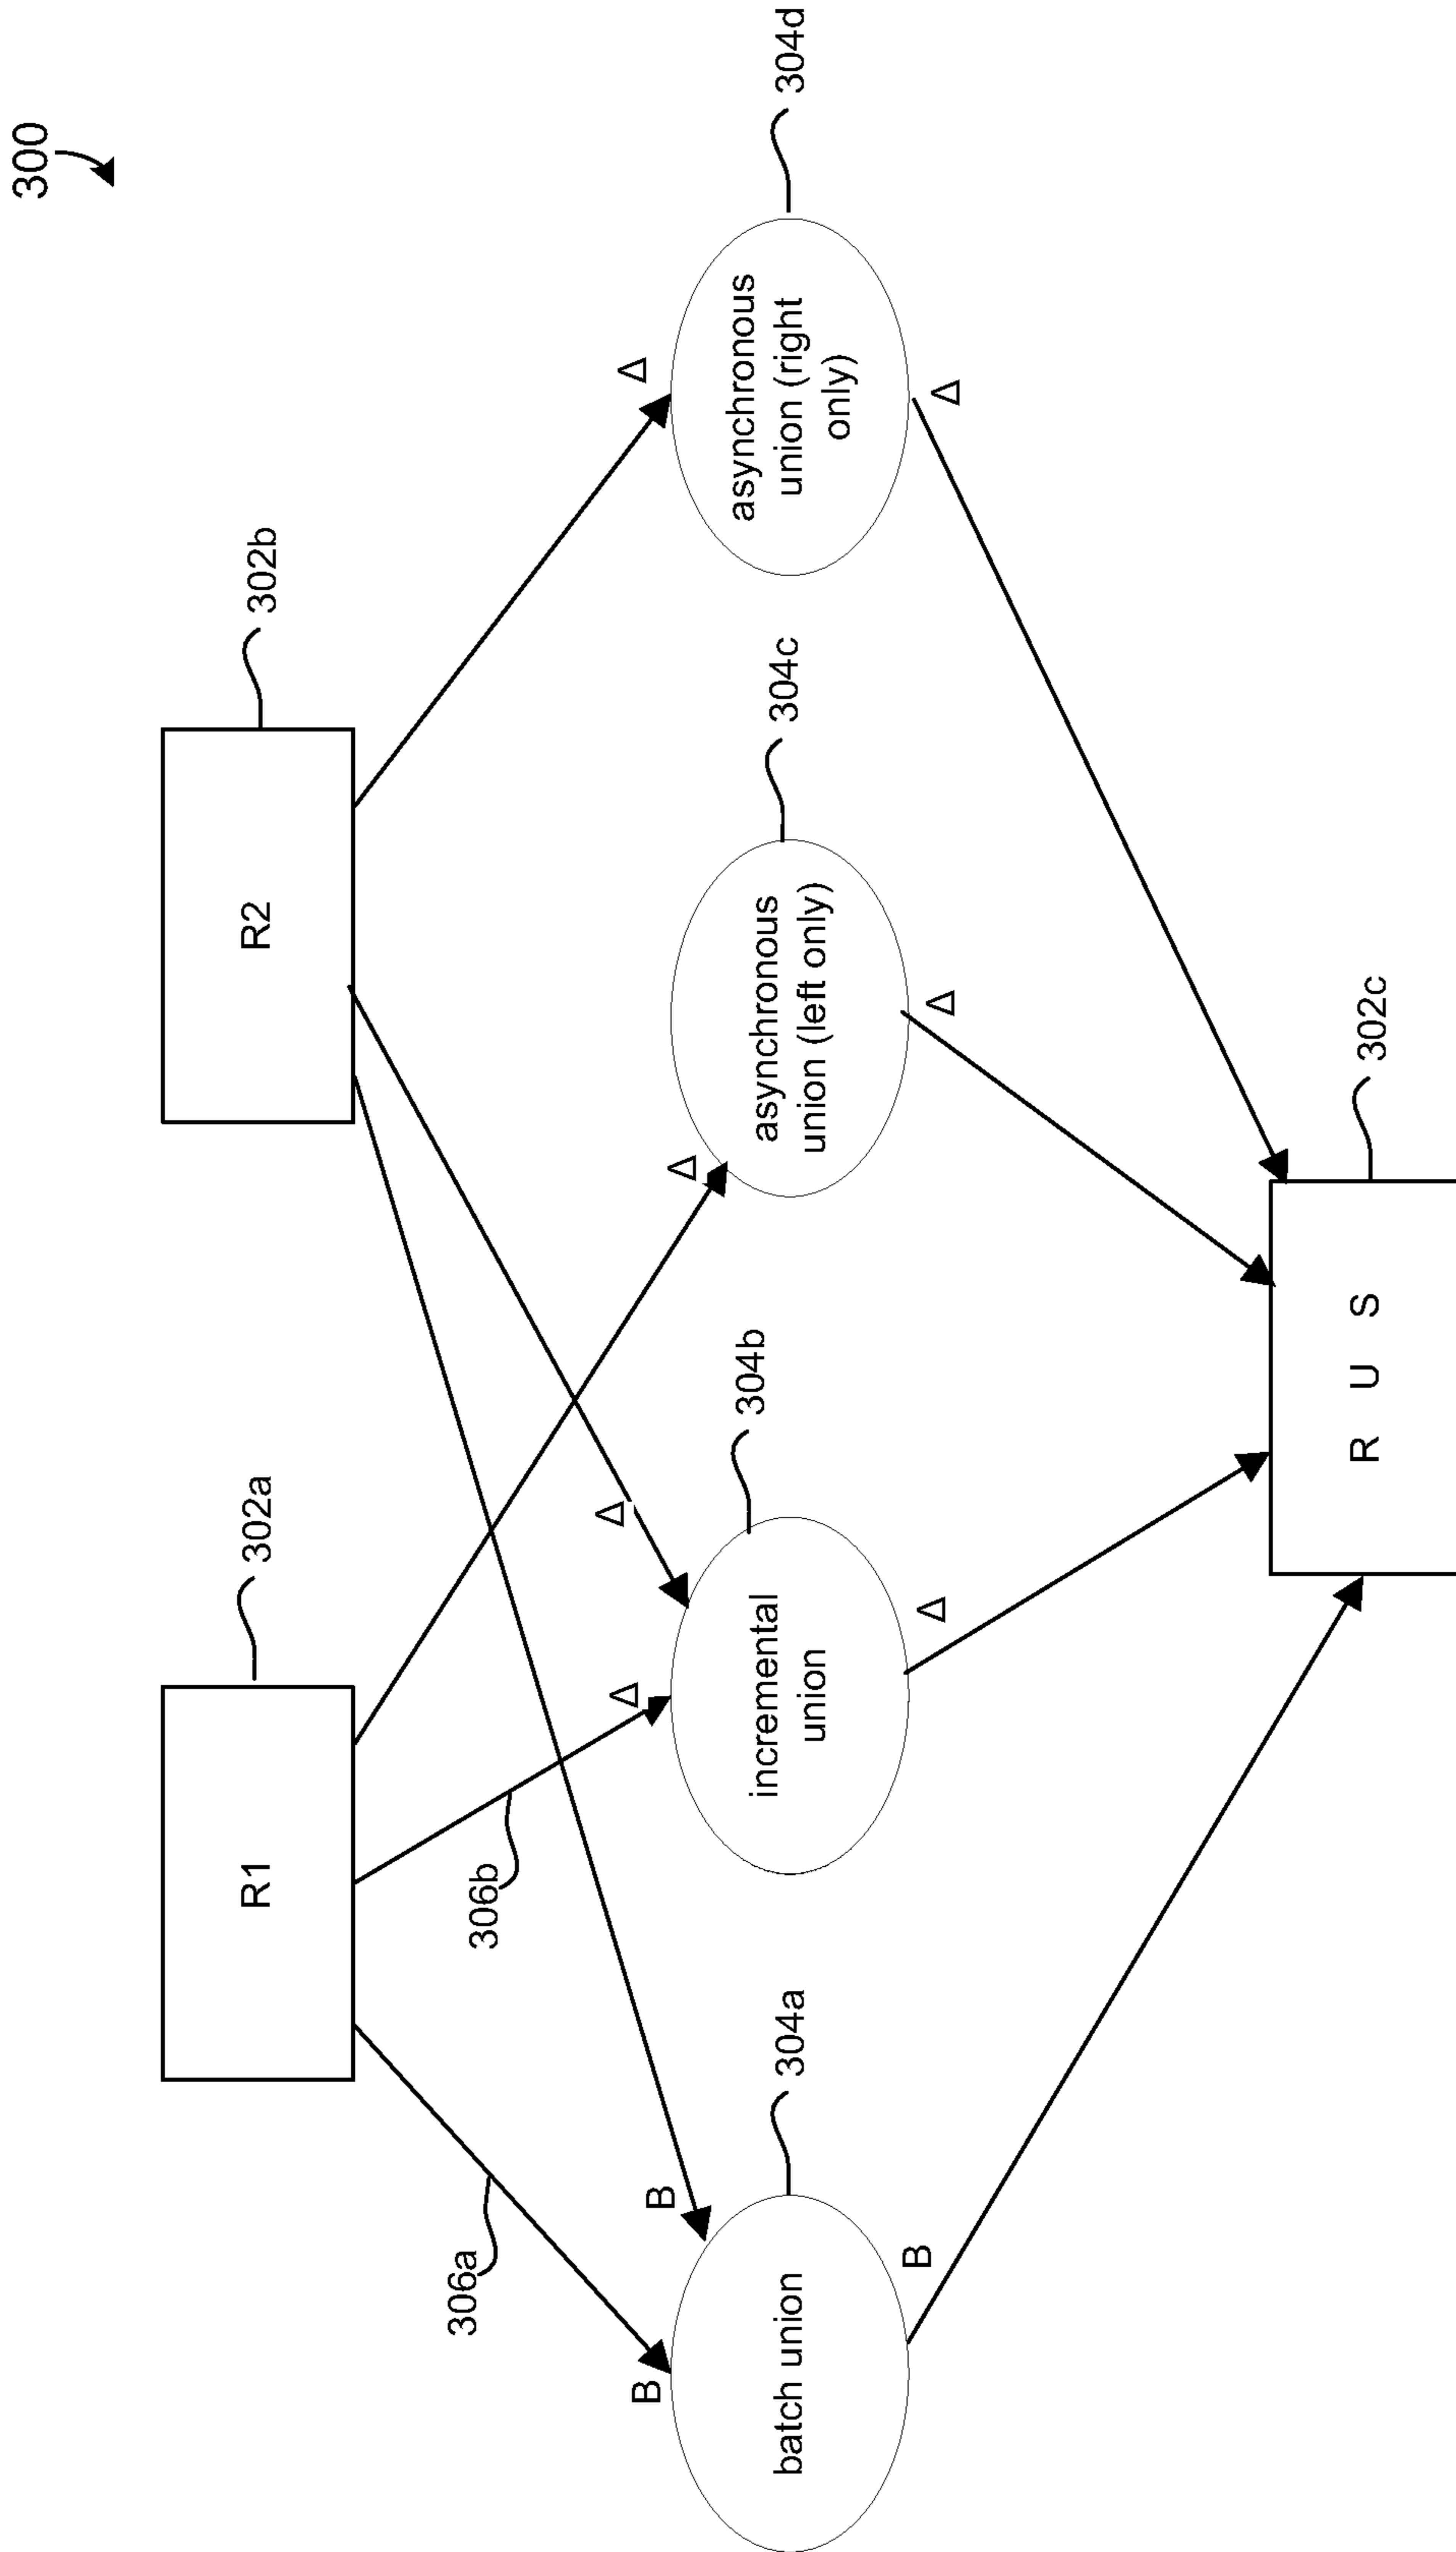 300
R1
302a
R2
302b
306a
306b
B
B
Δ
Δ
Δ
Δ
batch union
304a
incremental
union
304b
asynchronous
union (left only)
304c
asynchronous
union (right
only)
304d
B
Δ
Δ
Δ
R U S
302c